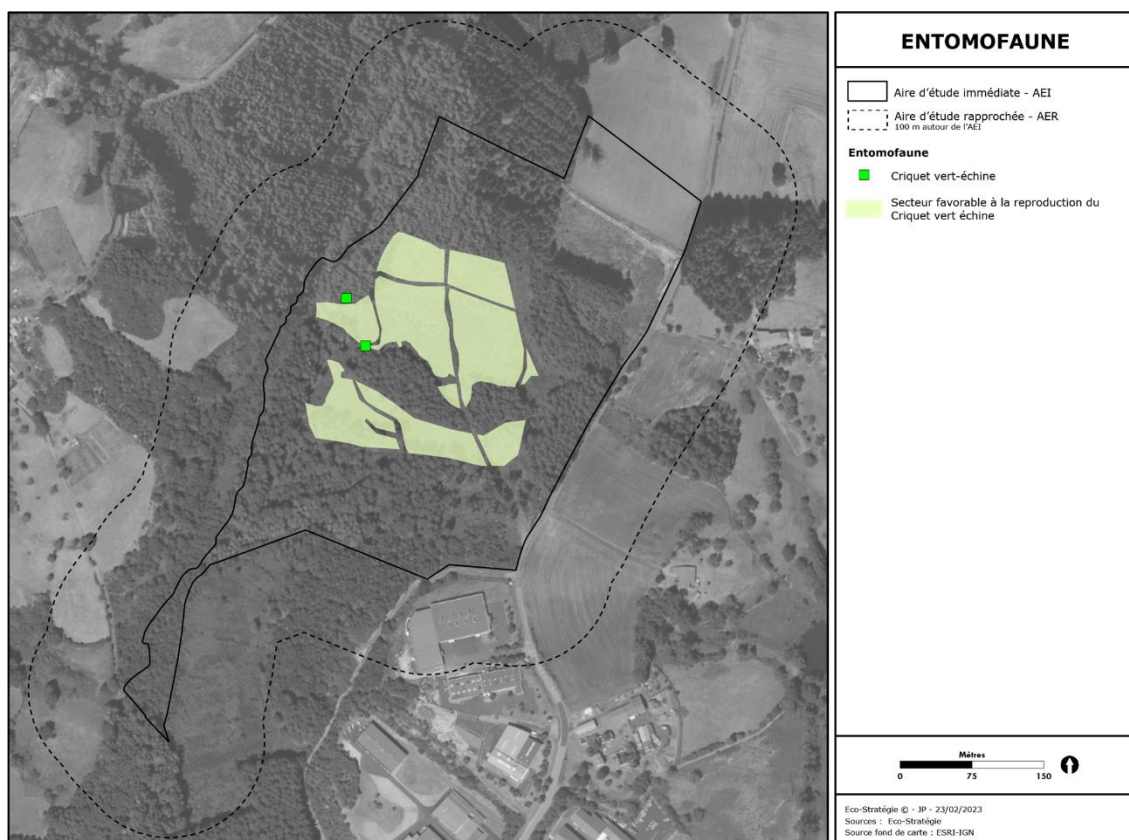 ENTOMOFAUNE
Aire d'étude immédiate - AEI
Aire d'étude rapprochée - AER
100 m autour de l'AEI
Entomofaune
Criquet vert-échine
Secteur favorable à la reproduction du
Criquet vert échine
Mètres
0 75 150
Eco-Stratégie © - JP - 23/02/2023
Sources : Eco-Stratégie
Source fond de carte : ESRI-IGN